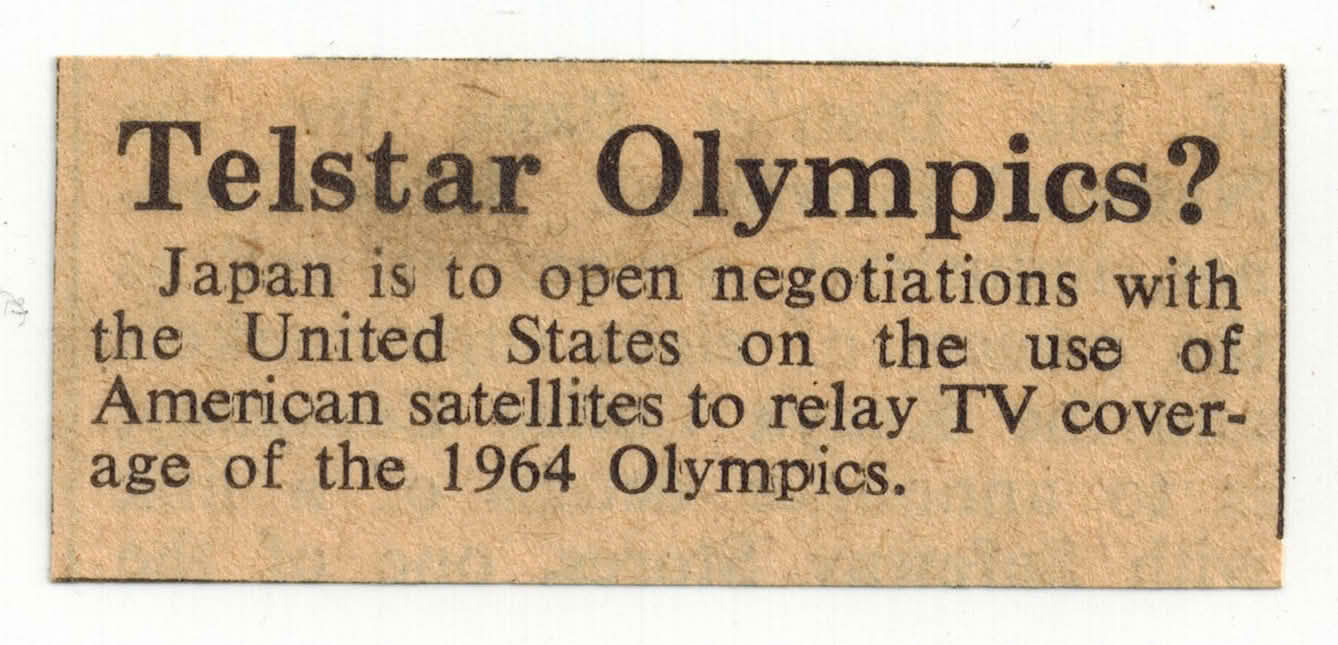 Telstar Olympics?
Japan is to open negotiations with
the United States on the use of
American satellites to relay TV cover-
age of the 1964 Olympics.